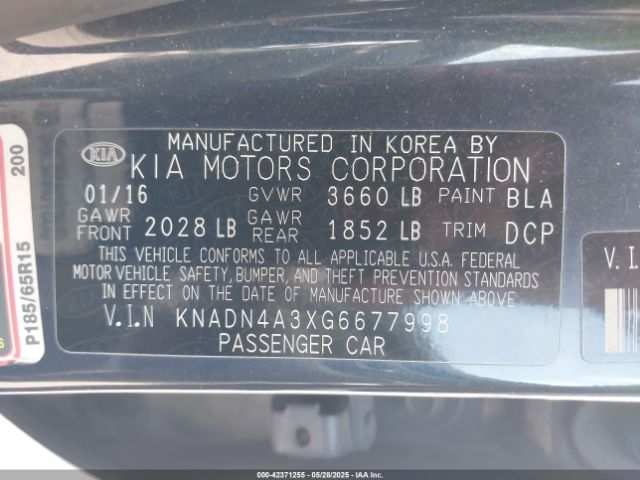 MANUFACTURED IN KOREA BY
KIA KIA MOTORS CORPORATION
01/16 GVWR 3660 LB PAINT BLA
GAWR FRONT 2028 LB GAWR REAR 1852 LB TRIM DCP
THIS VEHICLE CONFORMS TO ALL APPLICABLE U.S.A. FEDERAL
MOTOR VEHICLE SAFETY, BUMPER, AND THEFT PREVENTION STANDARDS
IN EFFECT ON THE DATE OF MANUFACTURE SHOWN ABOVE
V.I.N KNADN4A3XG6677998
PASSENGER CAR
200
P185/65R15
V.I
000-42371255 - 05/28/2025 - IAAI.COM